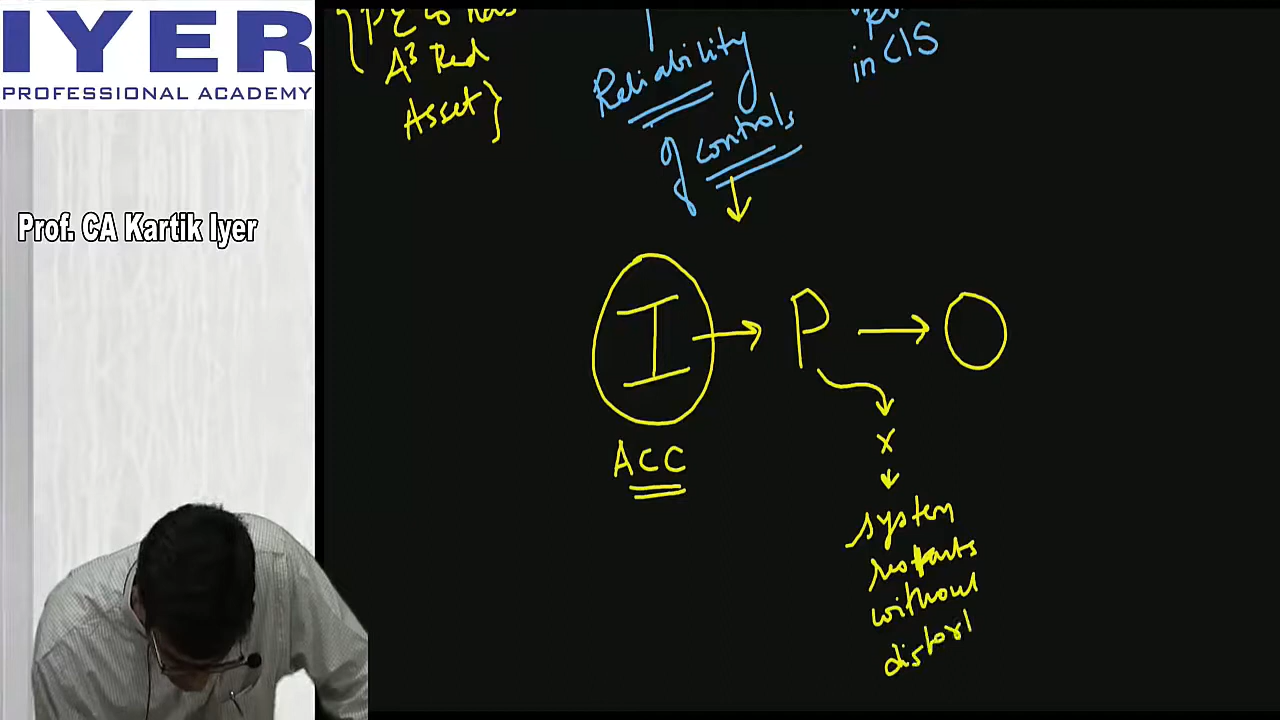 IYER
PROFESSIONAL ACADEMY
Prof. CA Kartik Iyer
A³ Red
Asset}
Reliability
of controls
in CIS
I → P → O
ACC
x
system
restarts
without
distort